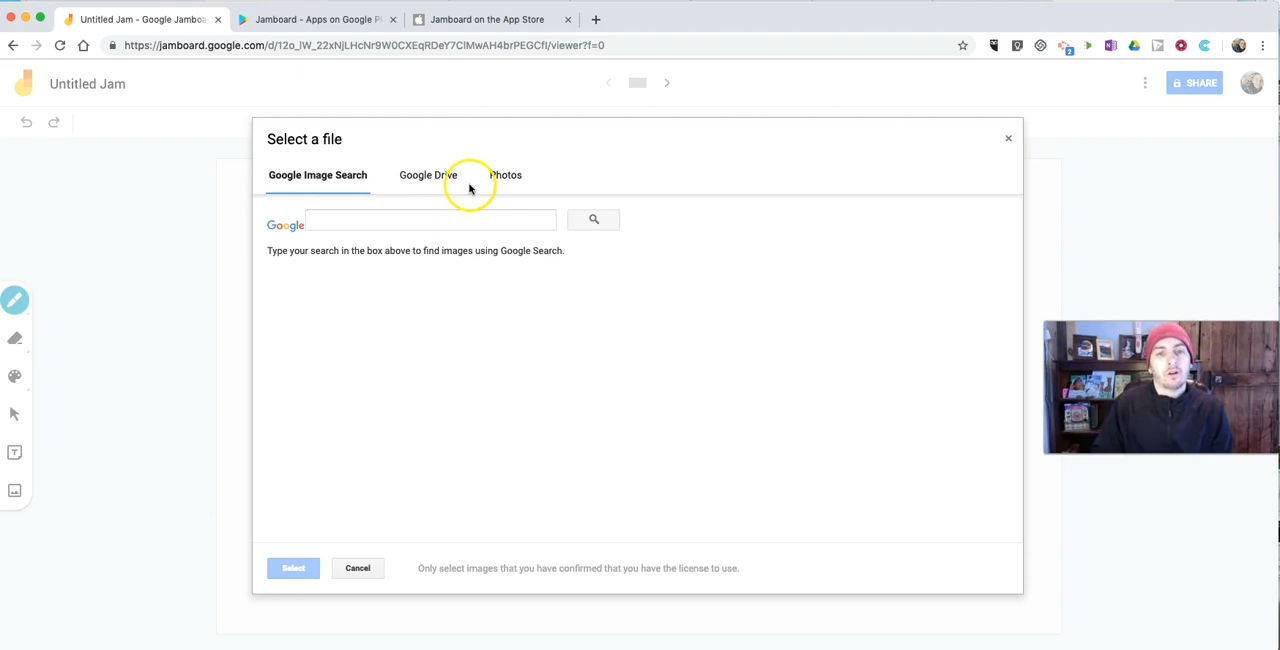 Untitled Jam - Google Jamboa
Jamboard - Apps on Google Pl
Jamboard on the App Store
https://jamboard.google.com/d/12o_lW_22xNjLHcNr9W0CXEqRDeY7ClMwAH4brPEGCfI/viewer?f=0
2
Untitled Jam
SHARE
Select a file
Google Image Search
Google Drive
Photos
Google
Type your search in the box above to find images using Google Search.
Select
Cancel
Only select images that you have confirmed that you have the license to use.